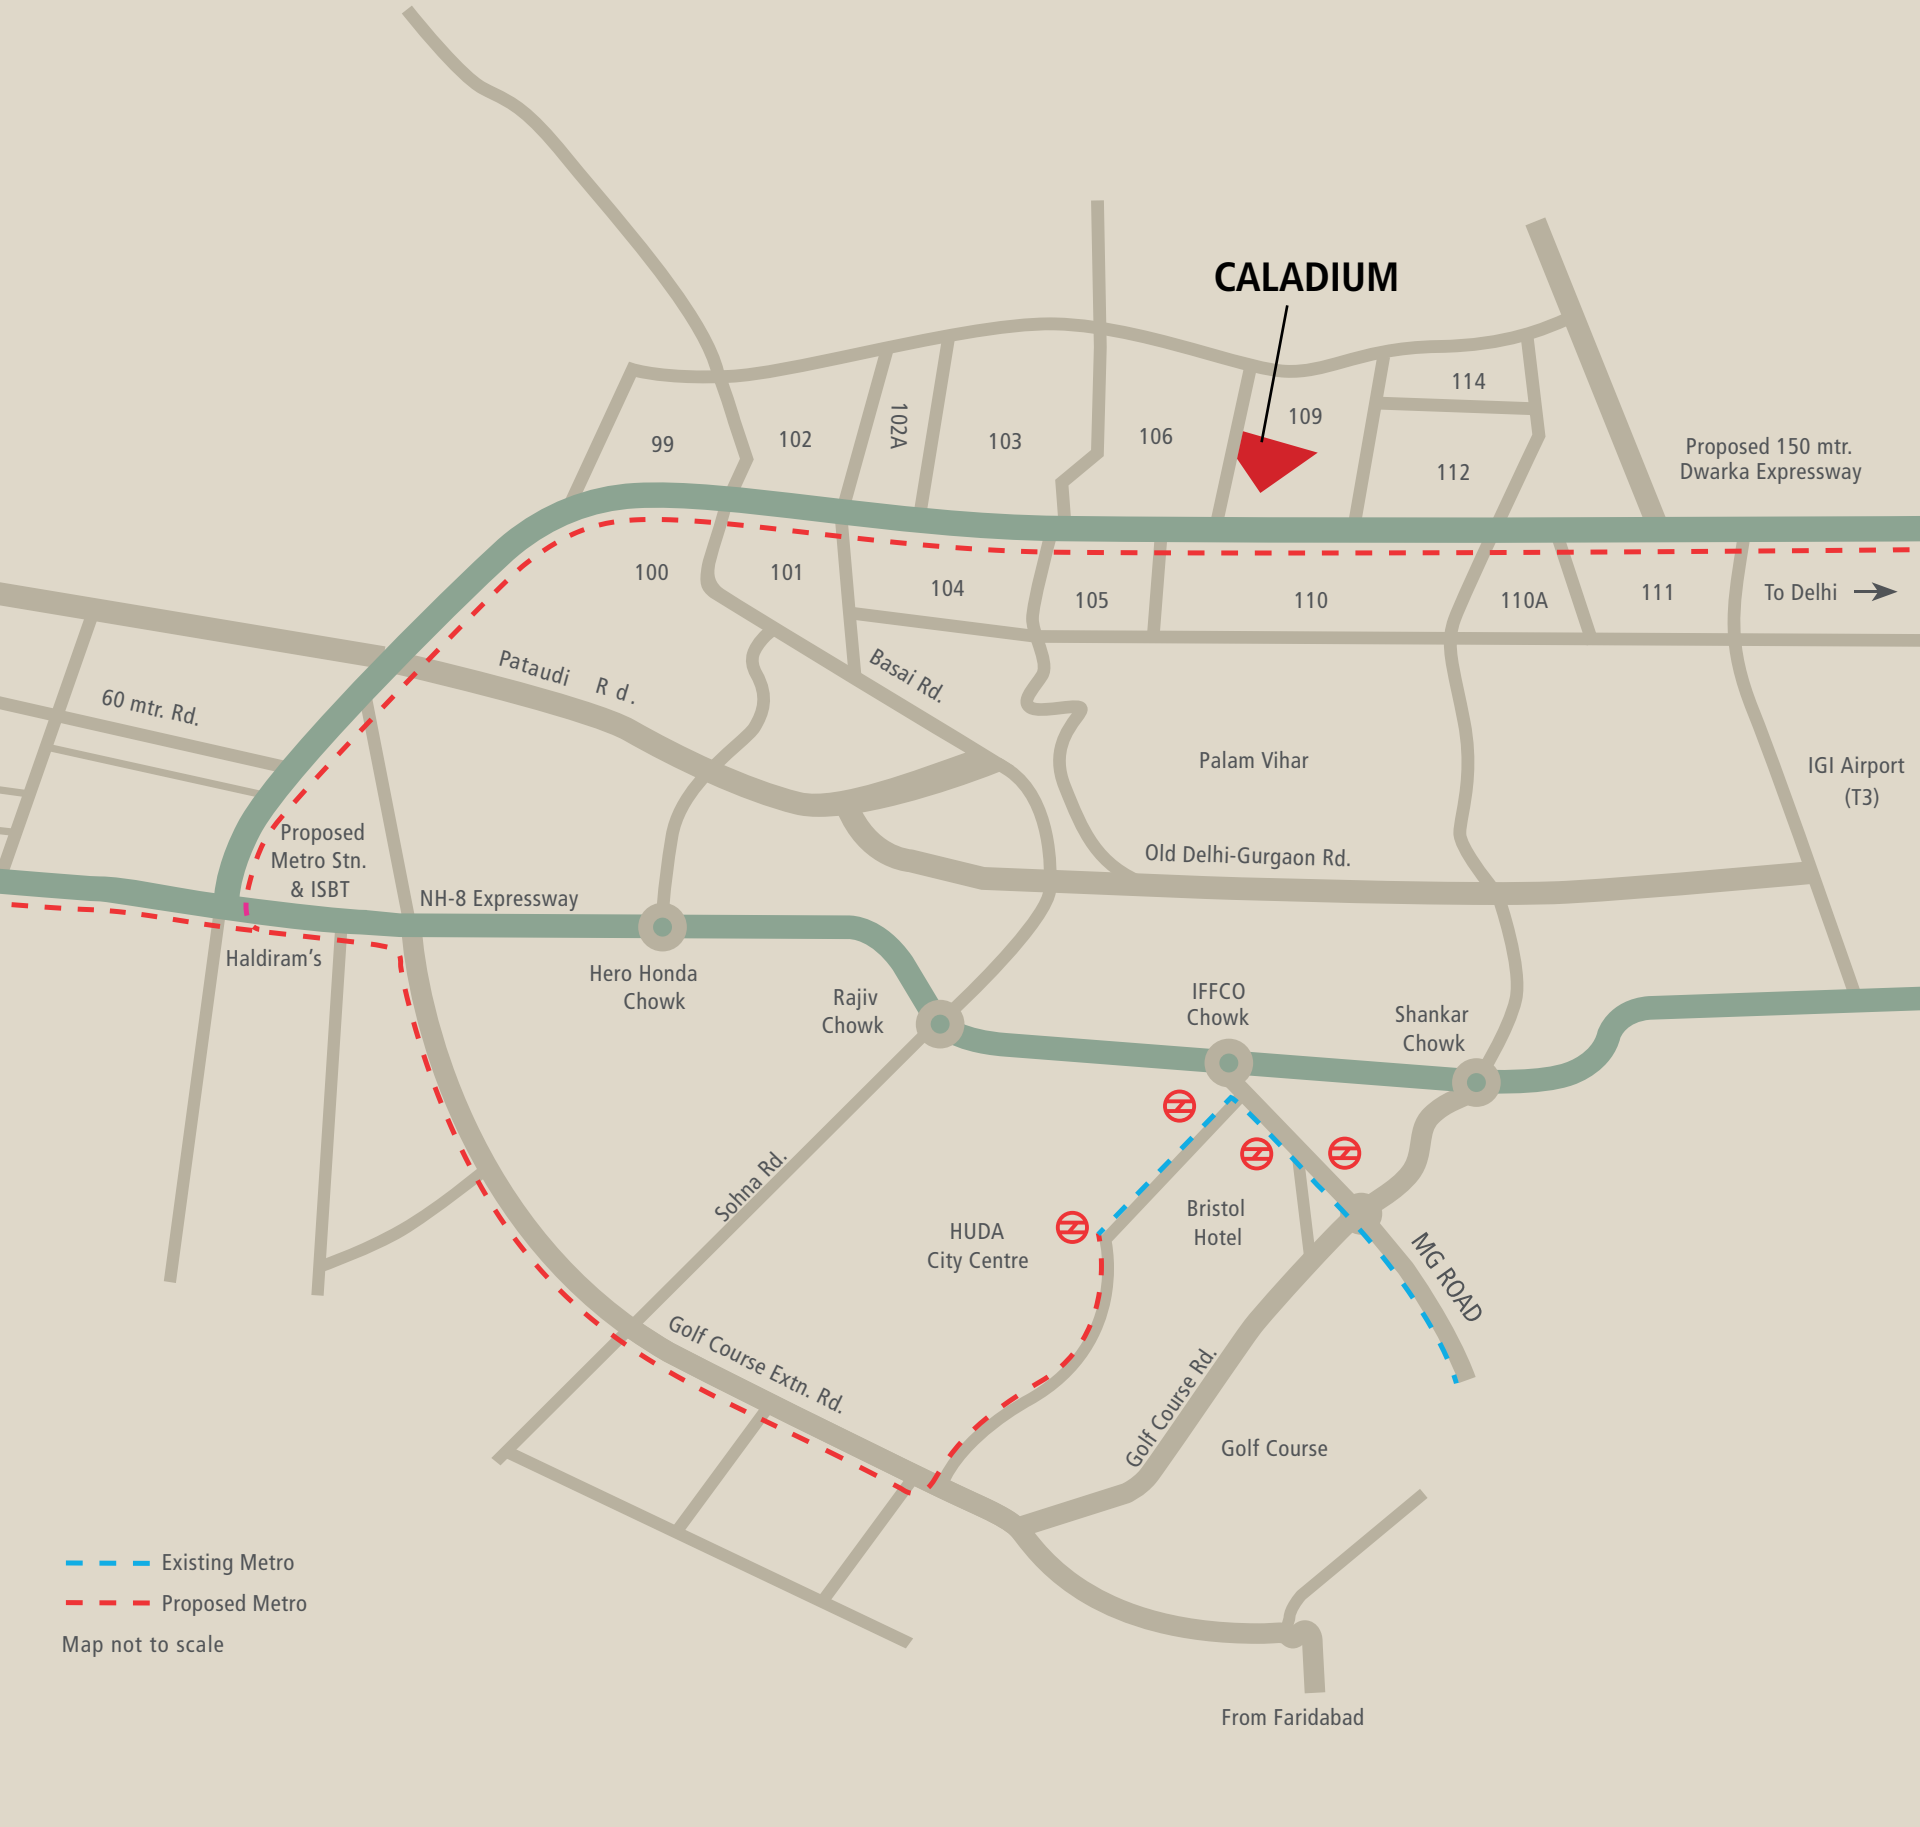 CALADIUM
114
109
102A
102
103
106
99
112
Proposed 150 mtr.
Dwarka Expressway
100
101
104
105
110
110A
111
To Delhi
Pataudi Rd.
Basai Rd.
60 mtr. Rd.
Palam Vihar
IGI Airport
(T3)
Proposed
Metro Stn.
& ISBT
Old Delhi-Gurgaon Rd.
NH-8 Expressway
Haldiram's
Hero Honda
Chowk
Rajiv
Chowk
IFFCO
Chowk
Shankar
Chowk
Sohna Rd.
HUDA
City Centre
Bristol
Hotel
MG ROAD
Golf Course Extn. Rd.
Golf Course Rd.
Golf Course
Existing Metro
Proposed Metro
Map not to scale
From Faridabad